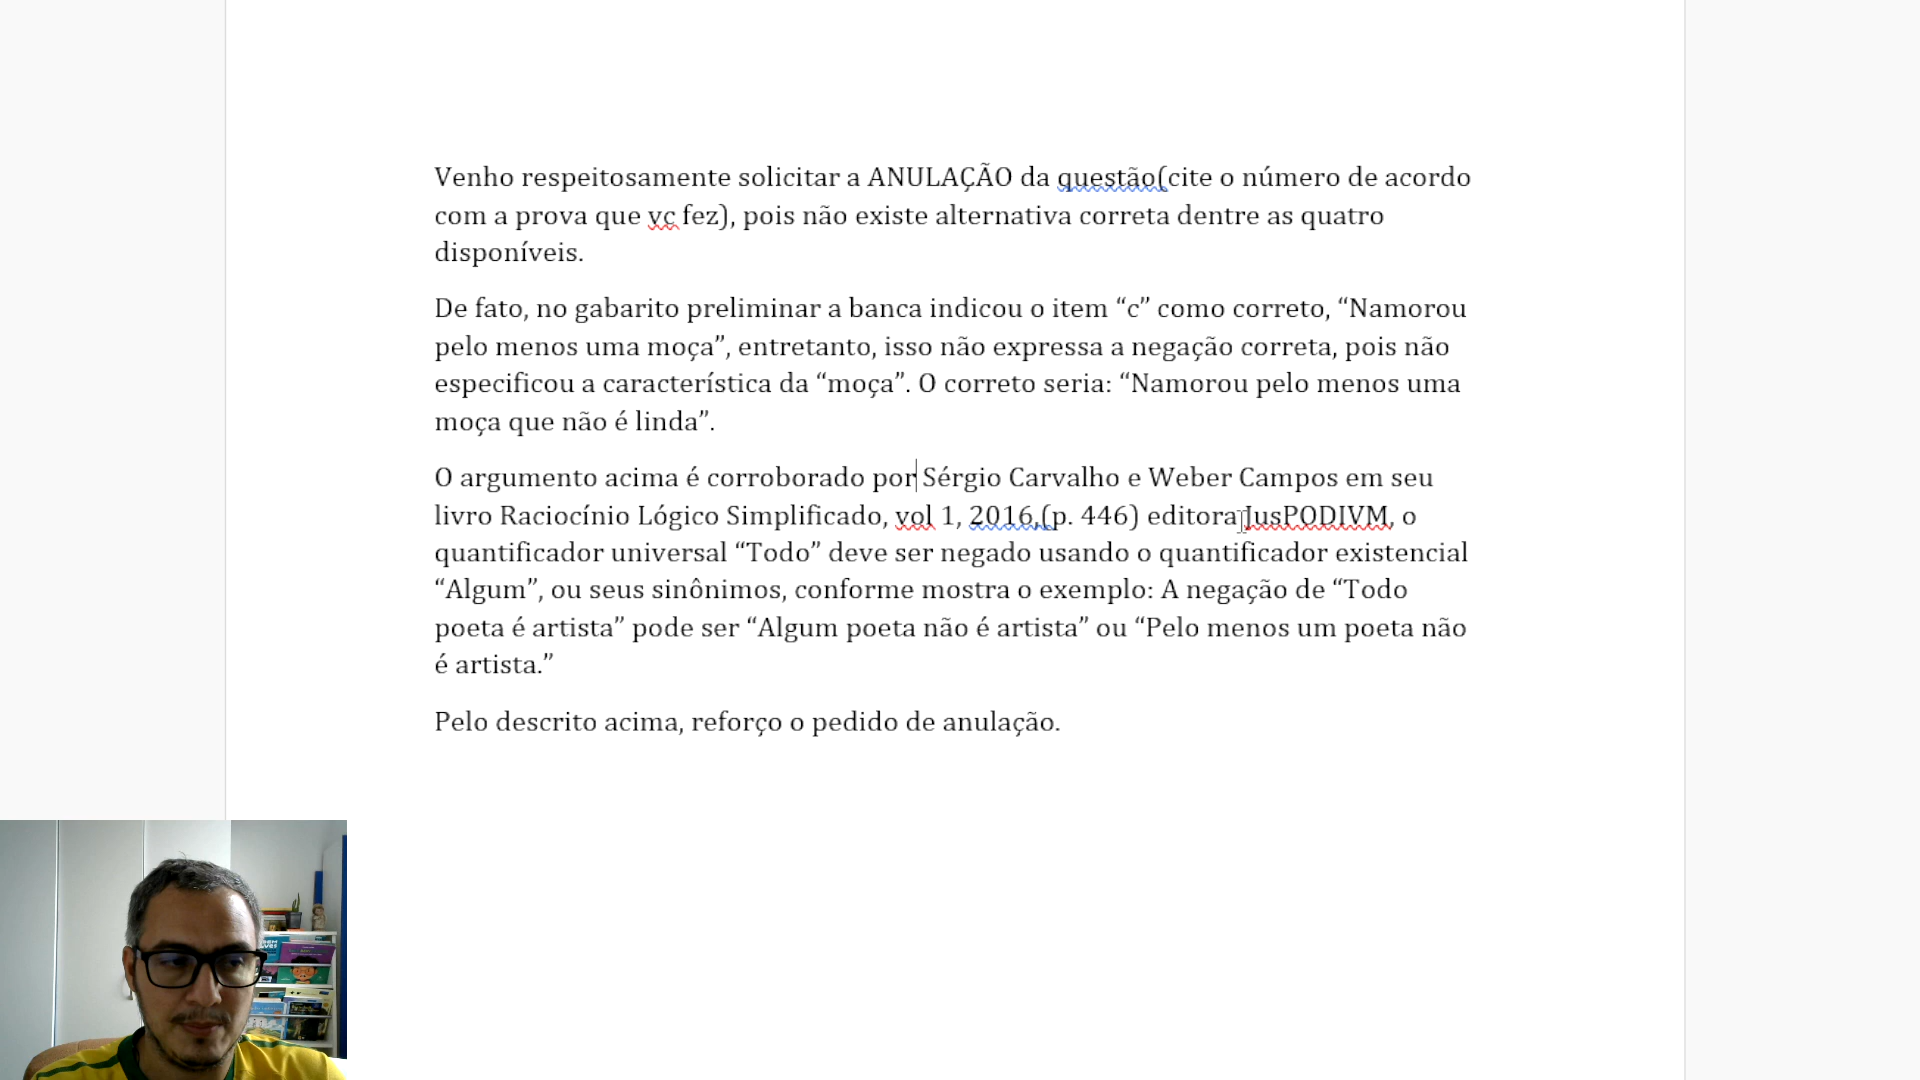 Venho respeitosamente solicitar a ANULAÇÃO da questão(cite o número de acordo
com a prova que vc fez), pois não existe alternativa correta dentre as quatro
disponíveis.
De fato, no gabarito preliminar a banca indicou o item “c” como correto, “Namorou
pelo menos uma moça”, entretanto, isso não expressa a negação correta, pois não
especificou a característica da “moça”. O correto seria: “Namorou pelo menos uma
moça que não é linda”.
O argumento acima é corroborado por Sérgio Carvalho e Weber Campos em seu
livro Raciocínio Lógico Simplificado, vol 1, 2016,(p. 446) editora JusPODIVM, o
quantificador universal “Todo” deve ser negado usando o quantificador existencial
“Algum”, ou seus sinônimos, conforme mostra o exemplo: A negação de “Todo
poeta é artista” pode ser “Algum poeta não é artista” ou “Pelo menos um poeta não
é artista.”
Pelo descrito acima, reforço o pedido de anulação.